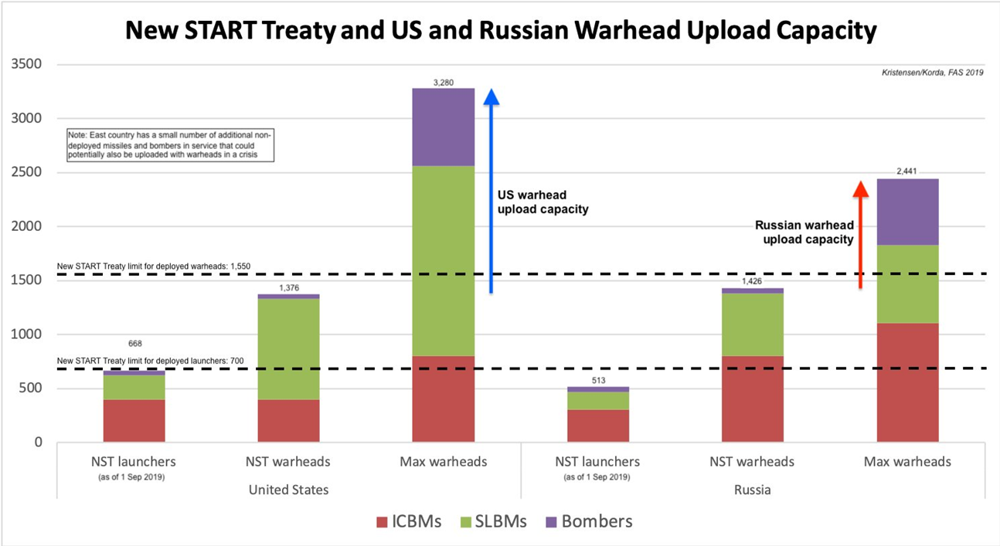 New START Treaty and US and Russian Warhead Upload Capacity
Kristensen/Korda, FAS 2019
3500
3000
2500
2000
1500
1000
500
0
Note: East country has a small number of additional non-
deployed missiles and bombers in service that could
potentially also be uploaded with warheads in a crisis
3,280
US warhead
upload capacity
2,441
Russian warhead
upload capacity
New START Treaty limit for deployed warheads: 1,550
1,376
1,426
668
New START Treaty limit for deployed launchers: 700
513
NST launchers
(as of 1 Sep 2019)
NST warheads
Max warheads
NST launchers
(as of 1 Sep 2019)
NST warheads
Max warheads
United States
Russia
ICBMs
SLBMs
Bombers